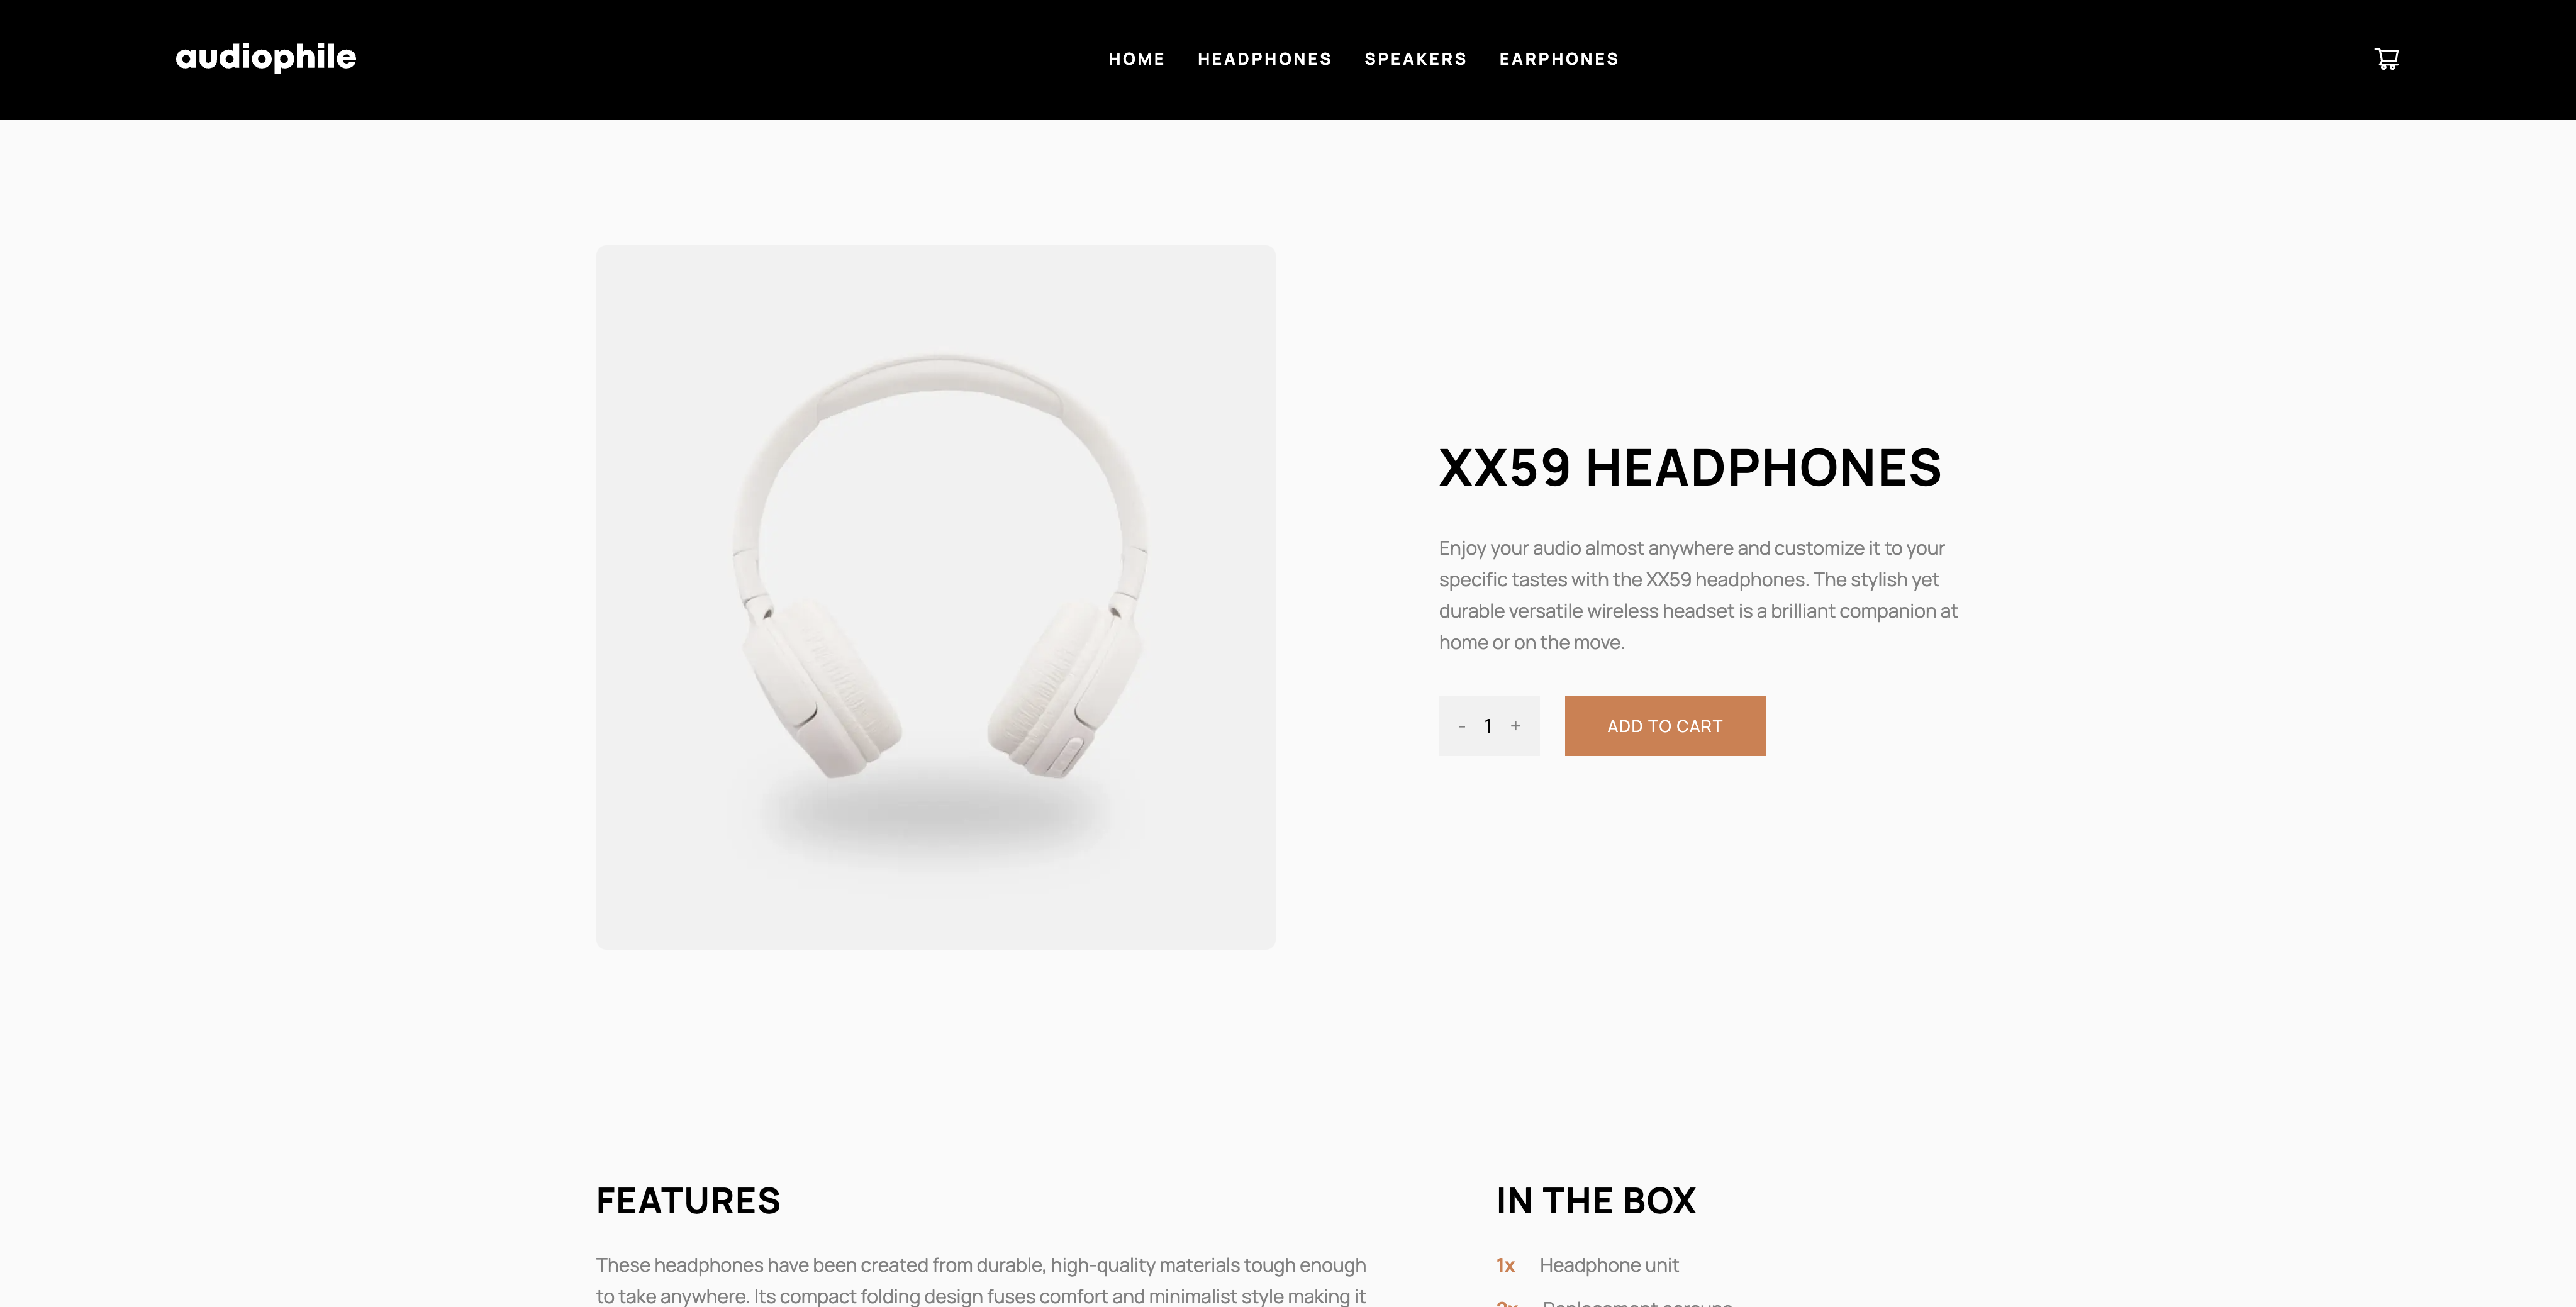 audiophile
HOME HEADPHONES SPEAKERS EARPHONES
XX59 HEADPHONES
Enjoy your audio almost anywhere and customize it to your
specific tastes with the XX59 headphones. The stylish yet
durable versatile wireless headset is a brilliant companion at
home or on the move.
- 1 + ADD TO CART
FEATURES
These headphones have been created from durable, high-quality materials tough enough
to take anywhere. Its compact folding design fuses comfort and minimalist style making it
IN THE BOX
1x Headphone unit